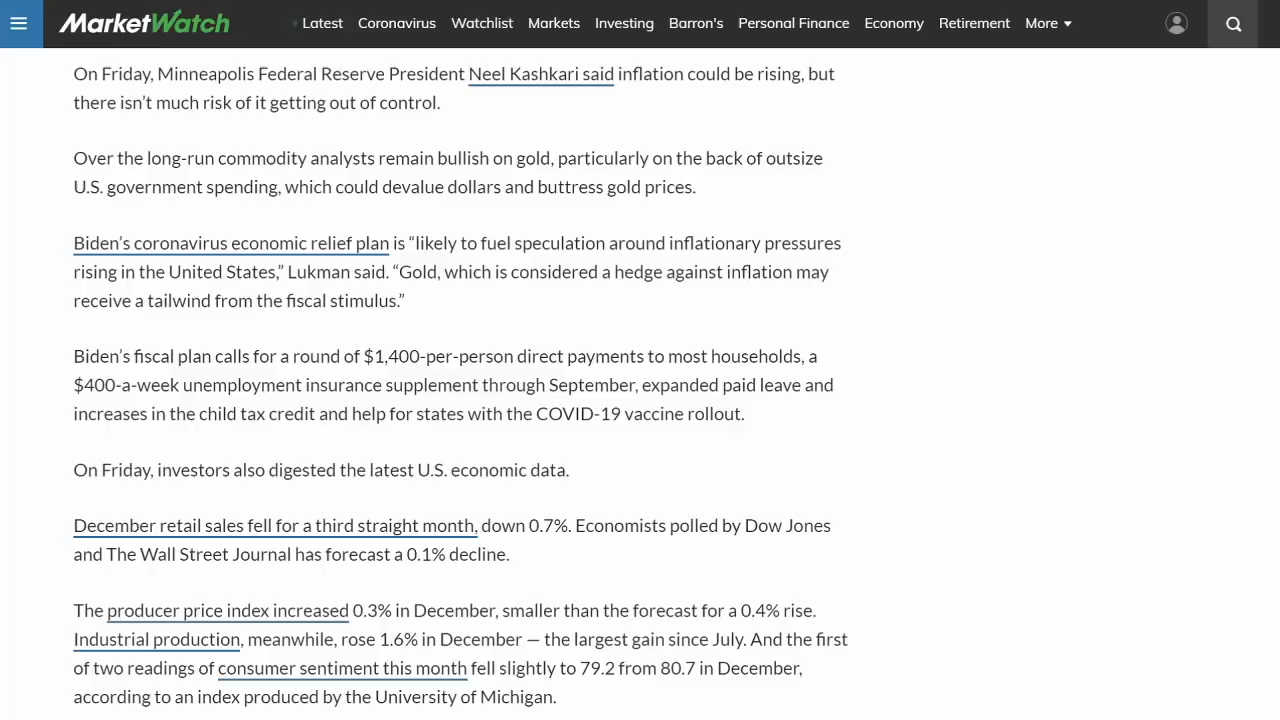 MarketWatch
Latest Coronavirus Watchlist Markets Investing Barron's Personal Finance Economy Retirement More
On Friday, Minneapolis Federal Reserve President Neel Kashkari said inflation could be rising, but
there isn’t much risk of it getting out of control.
Over the long-run commodity analysts remain bullish on gold, particularly on the back of outsize
U.S. government spending, which could devalue dollars and buttress gold prices.
Biden’s coronavirus economic relief plan is “likely to fuel speculation around inflationary pressures
rising in the United States,” Lukman said. “Gold, which is considered a hedge against inflation may
receive a tailwind from the fiscal stimulus.”
Biden’s fiscal plan calls for a round of $1,400-per-person direct payments to most households, a
$400-a-week unemployment insurance supplement through September, expanded paid leave and
increases in the child tax credit and help for states with the COVID-19 vaccine rollout.
On Friday, investors also digested the latest U.S. economic data.
December retail sales fell for a third straight month, down 0.7%. Economists polled by Dow Jones
and The Wall Street Journal has forecast a 0.1% decline.
The producer price index increased 0.3% in December, smaller than the forecast for a 0.4% rise.
Industrial production, meanwhile, rose 1.6% in December — the largest gain since July. And the first
of two readings of consumer sentiment this month fell slightly to 79.2 from 80.7 in December,
according to an index produced by the University of Michigan.